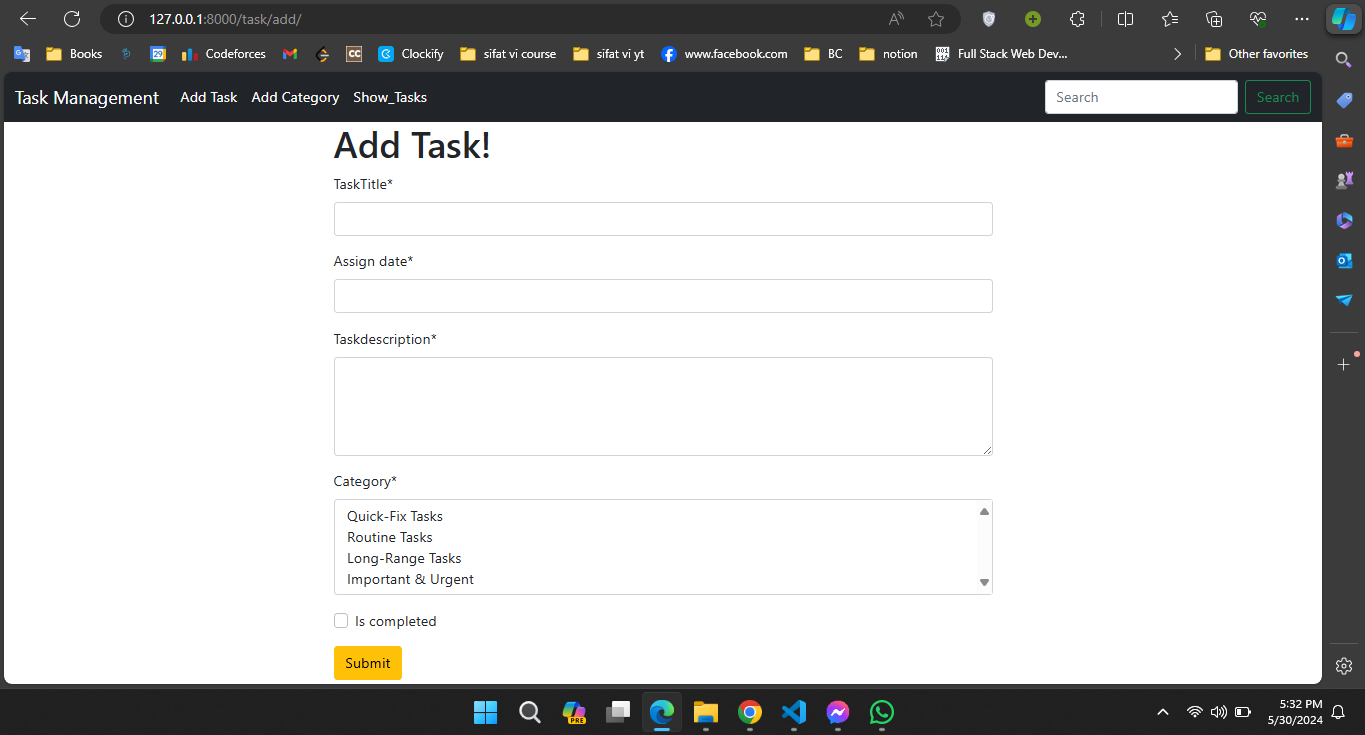 127.0.0.1:8000/task/add/
Books
Codeforces
CC
Clockify
sifat vi course
sifat vi yt
www.facebook.com
BC
notion
Full Stack Web Dev...
Other favorites
Task Management Add Task Add Category Show_Tasks Search Search
Add Task!
TaskTitle*
Assign date*
Taskdescription*
Category*
Quick-Fix Tasks
Routine Tasks
Long-Range Tasks
Important & Urgent
Is completed
Submit
PRE
5:32 PM
5/30/2024